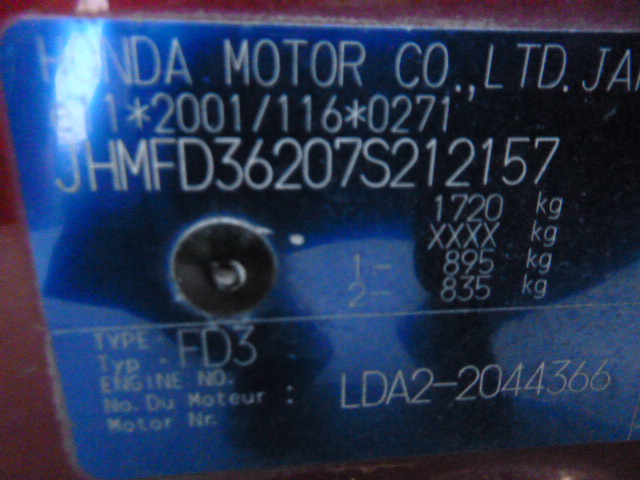 HONDA MOTOR CO.,LTD.JA
11*2001/116*0271
JHMFD36207S212157
1720 kg
XXXX kg
1- 895 kg
2- 835 kg
TYPE
Typ · FD3
ENGINE NO.
No.Du Moteur : LDA2-2044366
Motor Nr.